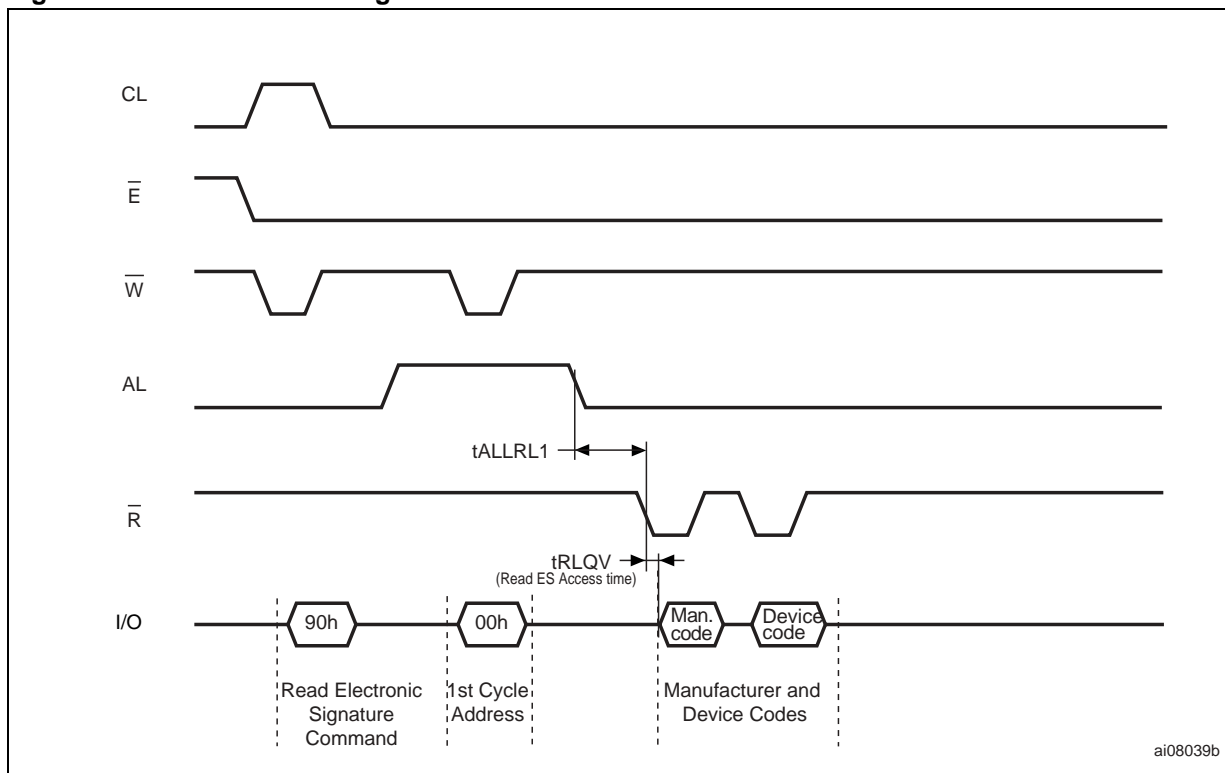 CL
E
W
AL
tALLRL1
R
tRLQV
(Read ES Access time)
I/O
90h
00h
Man.
code
Device
code
Read Electronic
Signature
Command
1st Cycle
Address
Manufacturer and
Device Codes
ai08039b